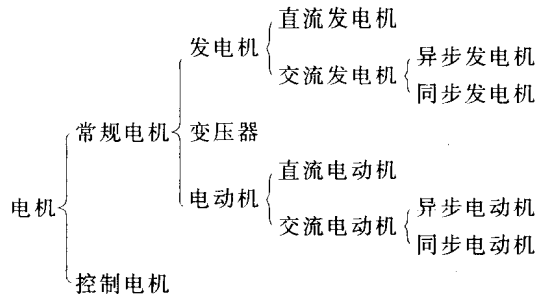 直流发电机
发电机
异步发电机
交流发电机
同步发电机
常规电机
变压器
直流电动机
电动机
异步电动机
交流电动机
同步电动机
电机
控制电机